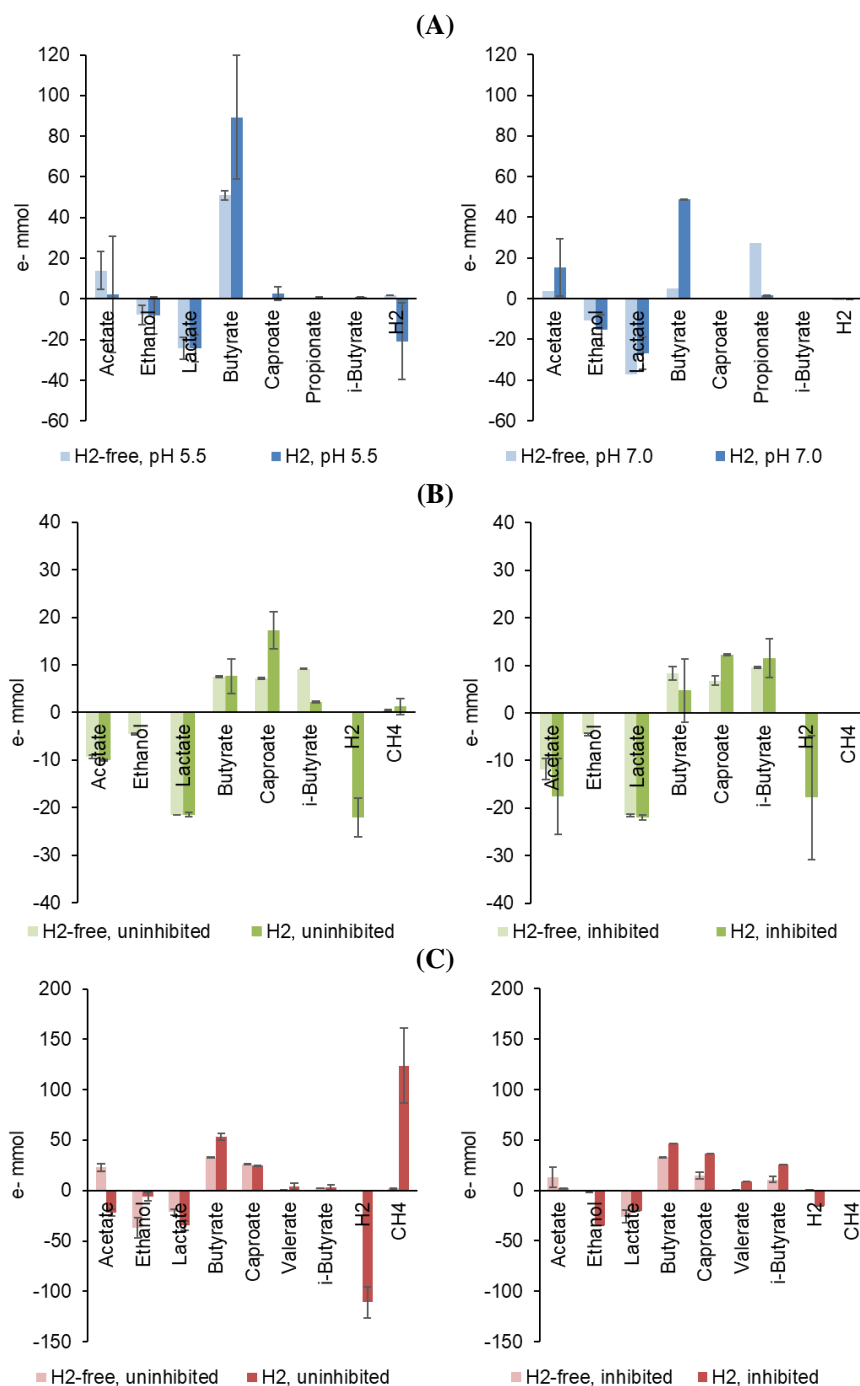 (A)
120
100
80
60
40
20
0
-20
-40
-60
e- mmol
Acetate
Ethanol
Lactate
Butyrate
Caproate
Propionate
i-Butyrate
H2
H2-free, pH 5.5
H2, pH 5.5
120
100
80
60
40
20
0
-20
-40
-60
e- mmol
Acetate
Ethanol
Lactate
Butyrate
Caproate
Propionate
i-Butyrate
H2
H2-free, pH 7.0
H2, pH 7.0
(B)
40
30
20
10
0
-10
-20
-30
-40
e- mmol
Acetate
Ethanol
Lactate
Butyrate
Caproate
i-Butyrate
H2
CH4
H2-free, uninhibited
H2, uninhibited
40
30
20
10
0
-10
-20
-30
-40
e- mmol
Acetate
Ethanol
Lactate
Butyrate
Caproate
i-Butyrate
H2
CH4
H2-free, inhibited
H2, inhibited
(C)
200
150
100
50
0
-50
-100
-150
e- mmol
Acetate
Ethanol
Lactate
Butyrate
Caproate
Valerate
i-Butyrate
H2
CH4
H2-free, uninhibited
H2, uninhibited
200
150
100
50
0
-50
-100
-150
e- mmol
Acetate
Ethanol
Lactate
Butyrate
Caproate
Valerate
i-Butyrate
H2
CH4
H2-free, inhibited
H2, inhibited